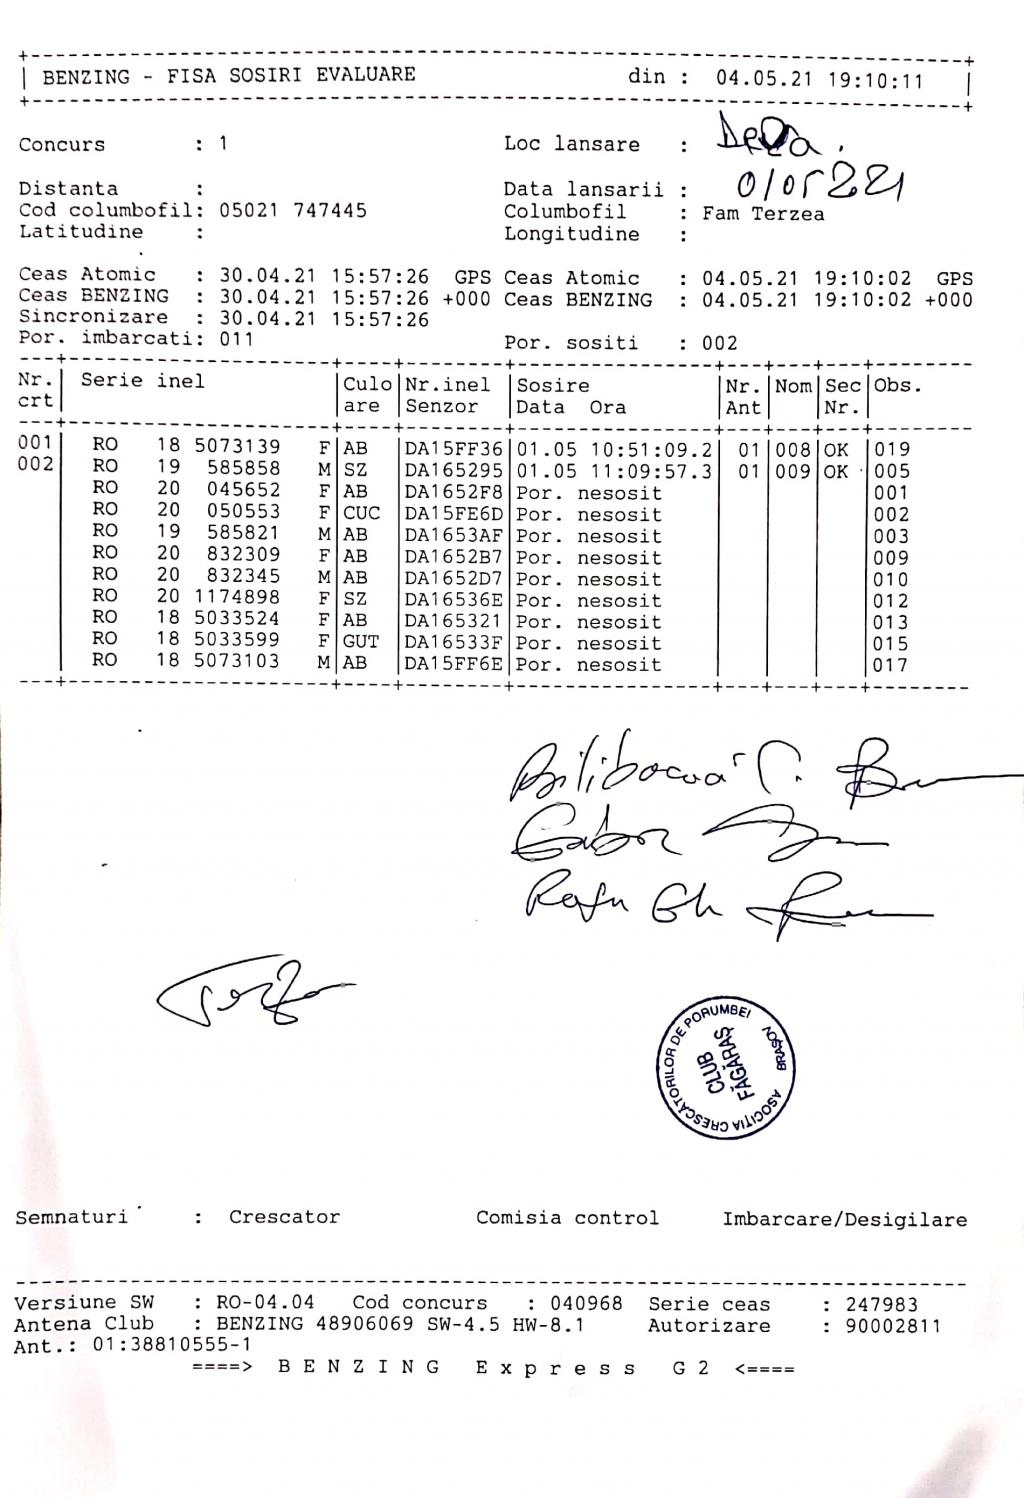 BENZING - FISA SOSIRI EVALUARE din : 04.05.21 19:10:11
Concurs : 1 Loc lansare : Deva.
Distanta : Data lansarii :
Cod columbofil: 05021 747445 Columbofil : Fam Terzea
Latitudine : Longitudine :
Ceas Atomic : 30.04.21 15:57:26 GPS Ceas Atomic : 04.05.21 19:10:02 GPS
Ceas BENZING : 30.04.21 15:57:26 +000 Ceas BENZING : 04.05.21 19:10:02 +000
Sincronizare : 30.04.21 15:57:26
Por. imbarcati: 011 Por. sositi : 002
Nr. Serie inel Culo Nr.inel Sosire Nr. Nom Sec Obs.
crt are Senzor Data Ora Ant Nr.
001 RO 18 5073139 F AB DA15FF36 01.05 10:51:09.2 01 008 OK 019
002 RO 19 585858 M SZ DA165295 01.05 11:09:57.3 01 009 OK 005
RO 20 045652 F AB DA1652F8 Por. nesosit 001
RO 20 050553 F CUC DA15FE6D Por. nesosit 002
RO 19 585821 M AB DA1653AF Por. nesosit 003
RO 20 832309 F AB DA1652B7 Por. nesosit 009
RO 20 832345 M AB DA1652D7 Por. nesosit 010
RO 20 1174898 F SZ DA16536E Por. nesosit 012
RO 18 5033524 F AB DA165321 Por. nesosit 013
RO 18 5033599 F GUT DA16533F Por. nesosit 015
RO 18 5073103 M AB DA15FF6E Por. nesosit 017
Gabor
ASOCIȚIA CRESCĂTORILOR DE PORUMBEI BRAȘOV
CLUB
FĂGĂRAȘ
Semnaturi : Crescator Comisia control Imbarcare/Desigilare
Versiune SW : RO-04.04 Cod concurs : 040968 Serie ceas : 247983
Antena Club : BENZING 48906069 SW-4.5 HW-8.1 Autorizare : 90002811
Ant.: 01:38810555-1
====> B E N Z I N G E x p r e s s G 2 <====